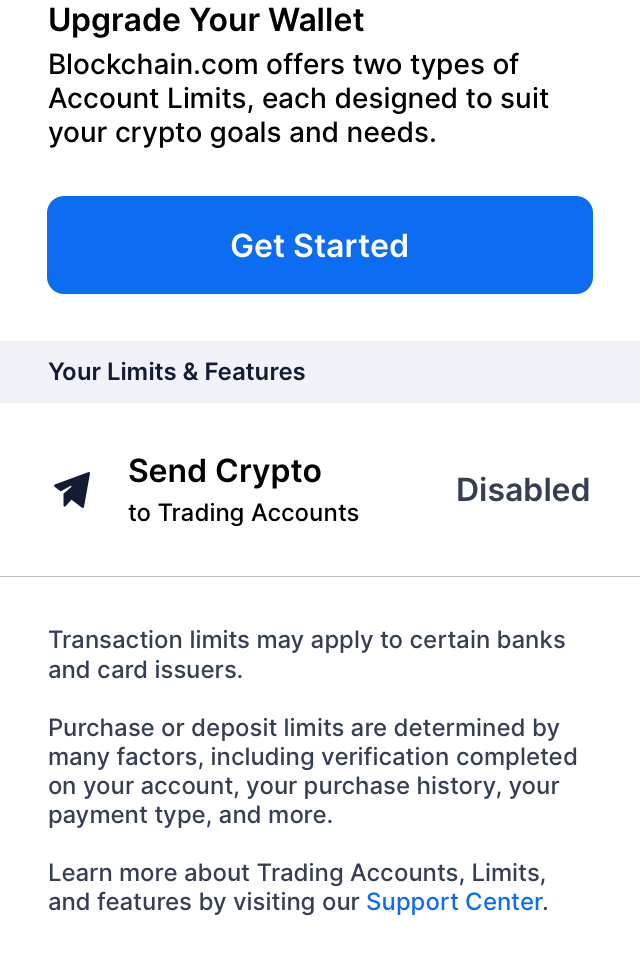 Upgrade Your Wallet
Blockchain.com offers two types of
Account Limits, each designed to suit
your crypto goals and needs.
Get Started
Your Limits & Features
Send Crypto
to Trading Accounts
Disabled
Transaction limits may apply to certain banks
and card issuers.
Purchase or deposit limits are determined by
many factors, including verification completed
on your account, your purchase history, your
payment type, and more.
Learn more about Trading Accounts, Limits,
and features by visiting our Support Center.